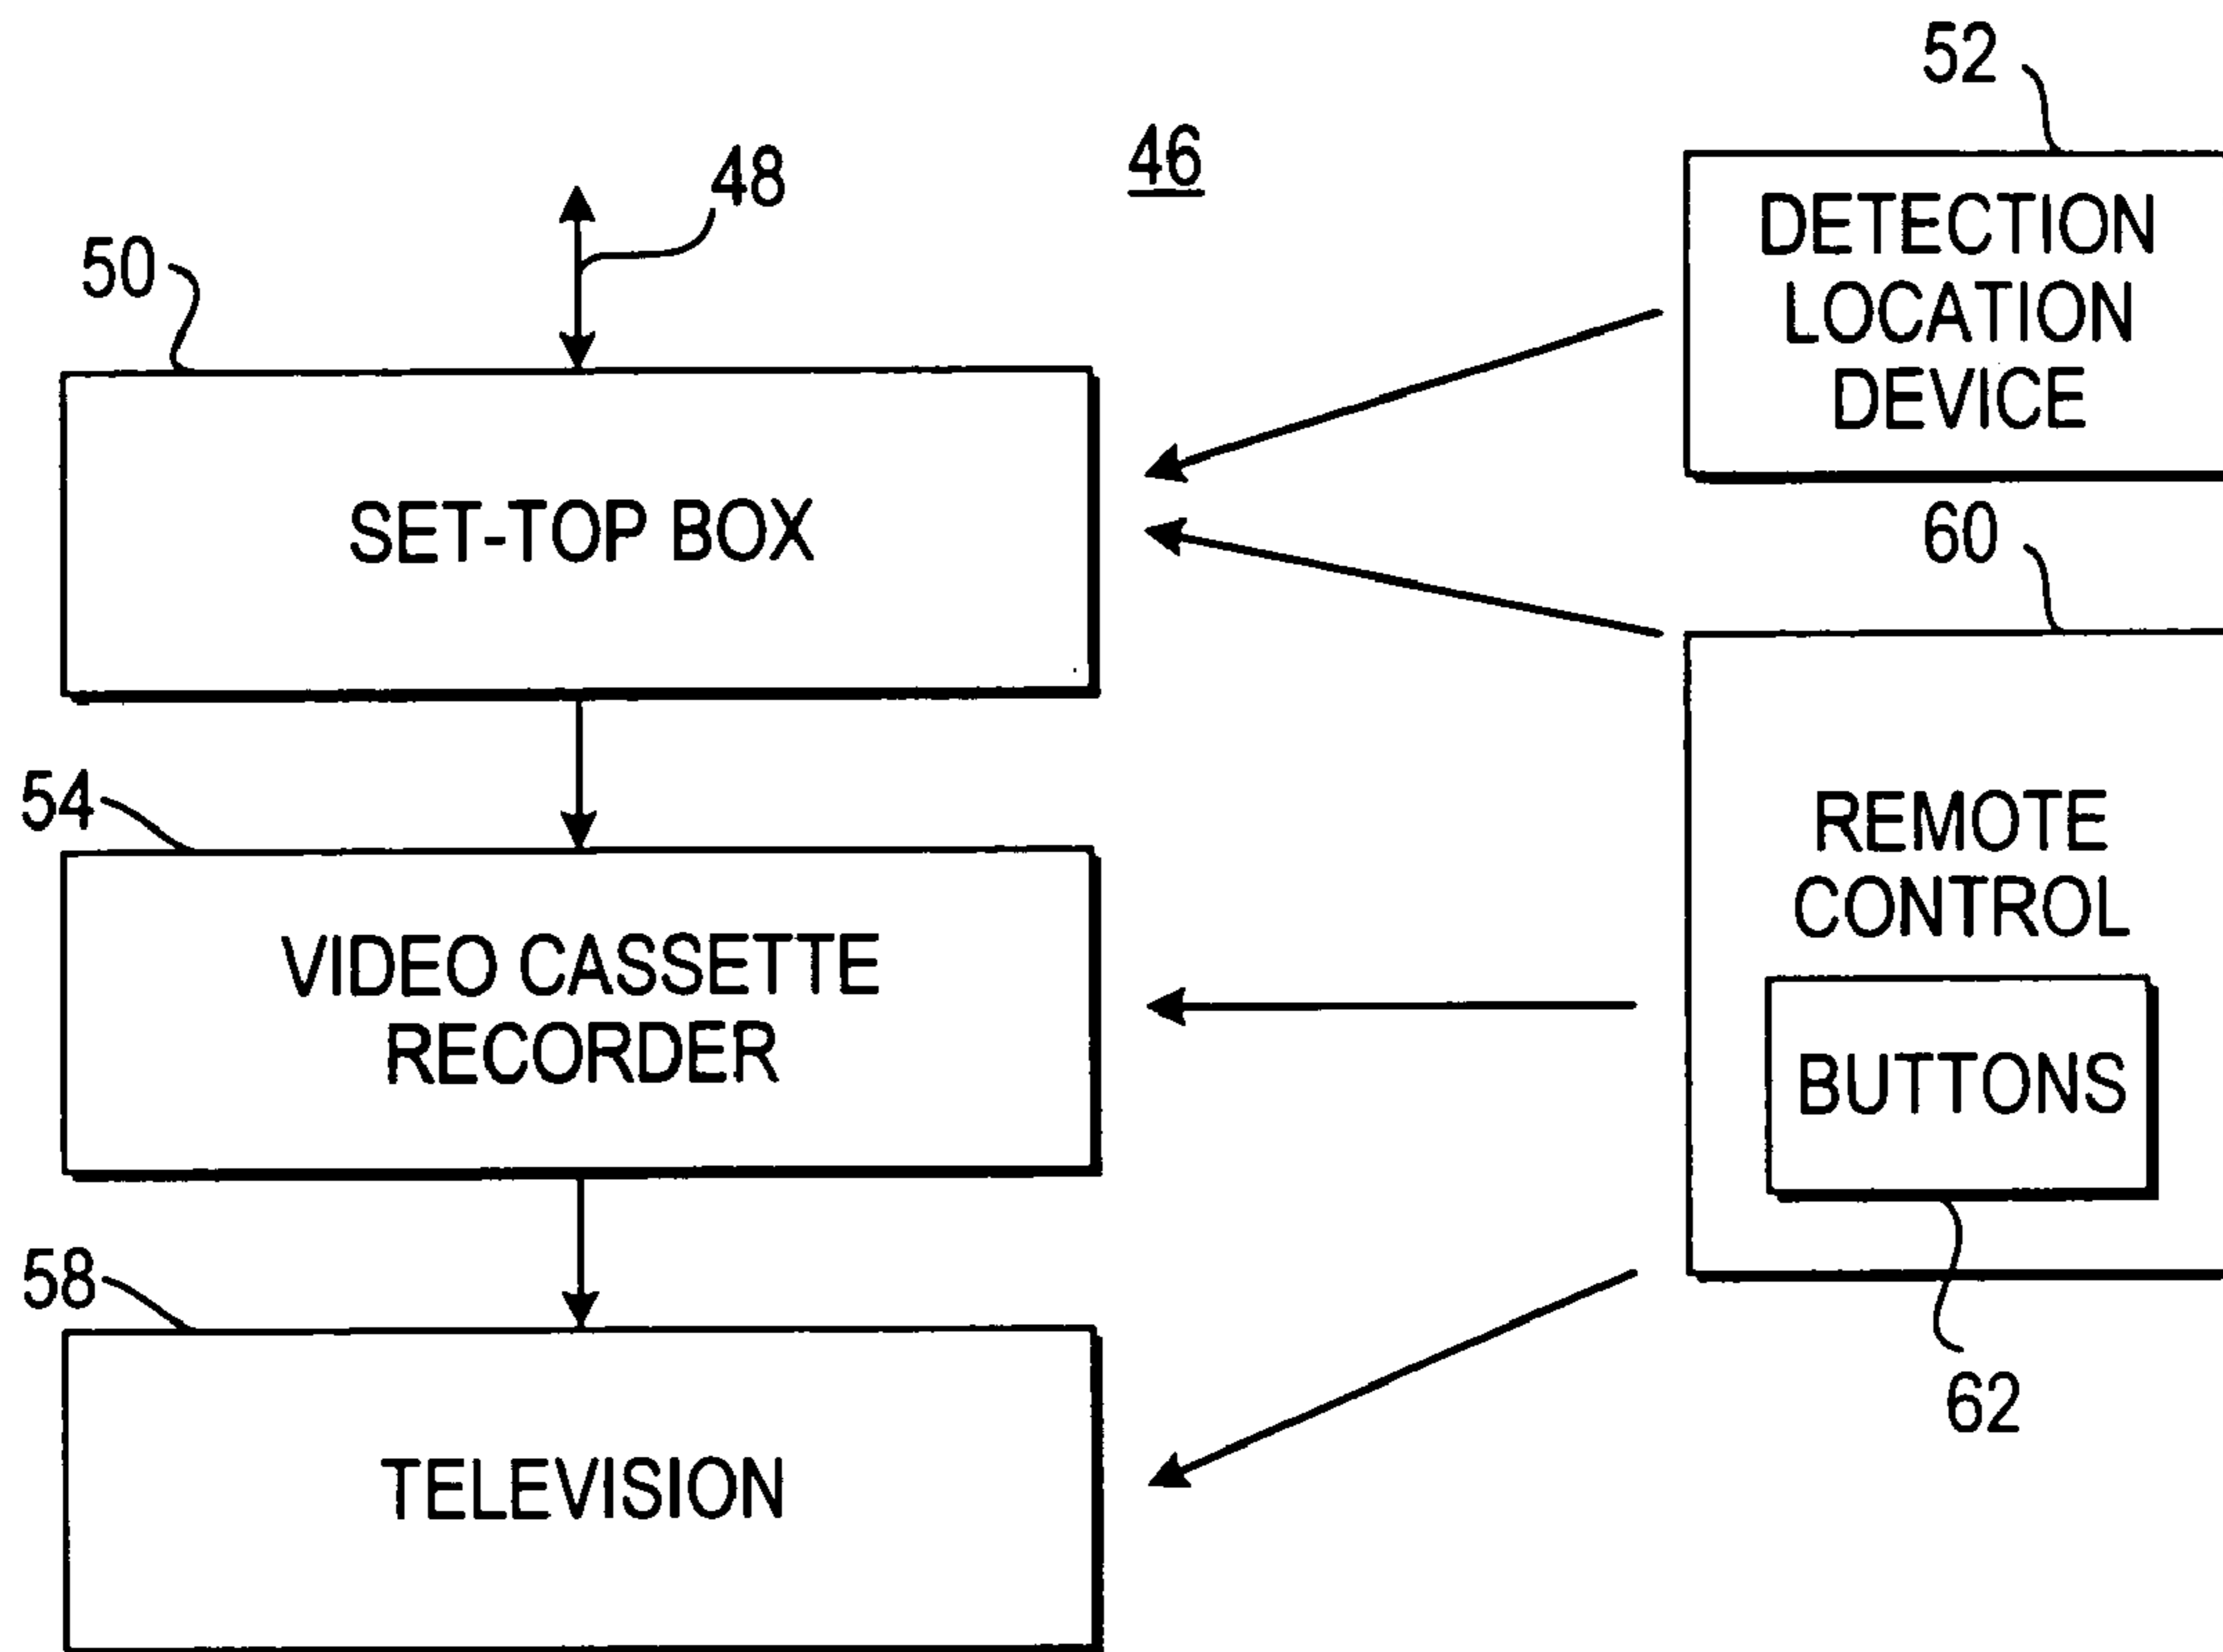 52
48
46
50
DETECTION
LOCATION
DEVICE
SET-TOP BOX
60
54
REMOTE
CONTROL
VIDEO CASSETTE
RECORDER
BUTTONS
58
62
TELEVISION